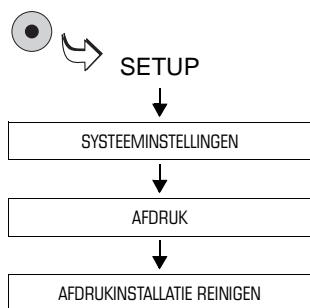 SETUP
SYSTEEMINSTELLINGEN
AFDRUK
AFDRUKINSTALLATIE REINIGEN